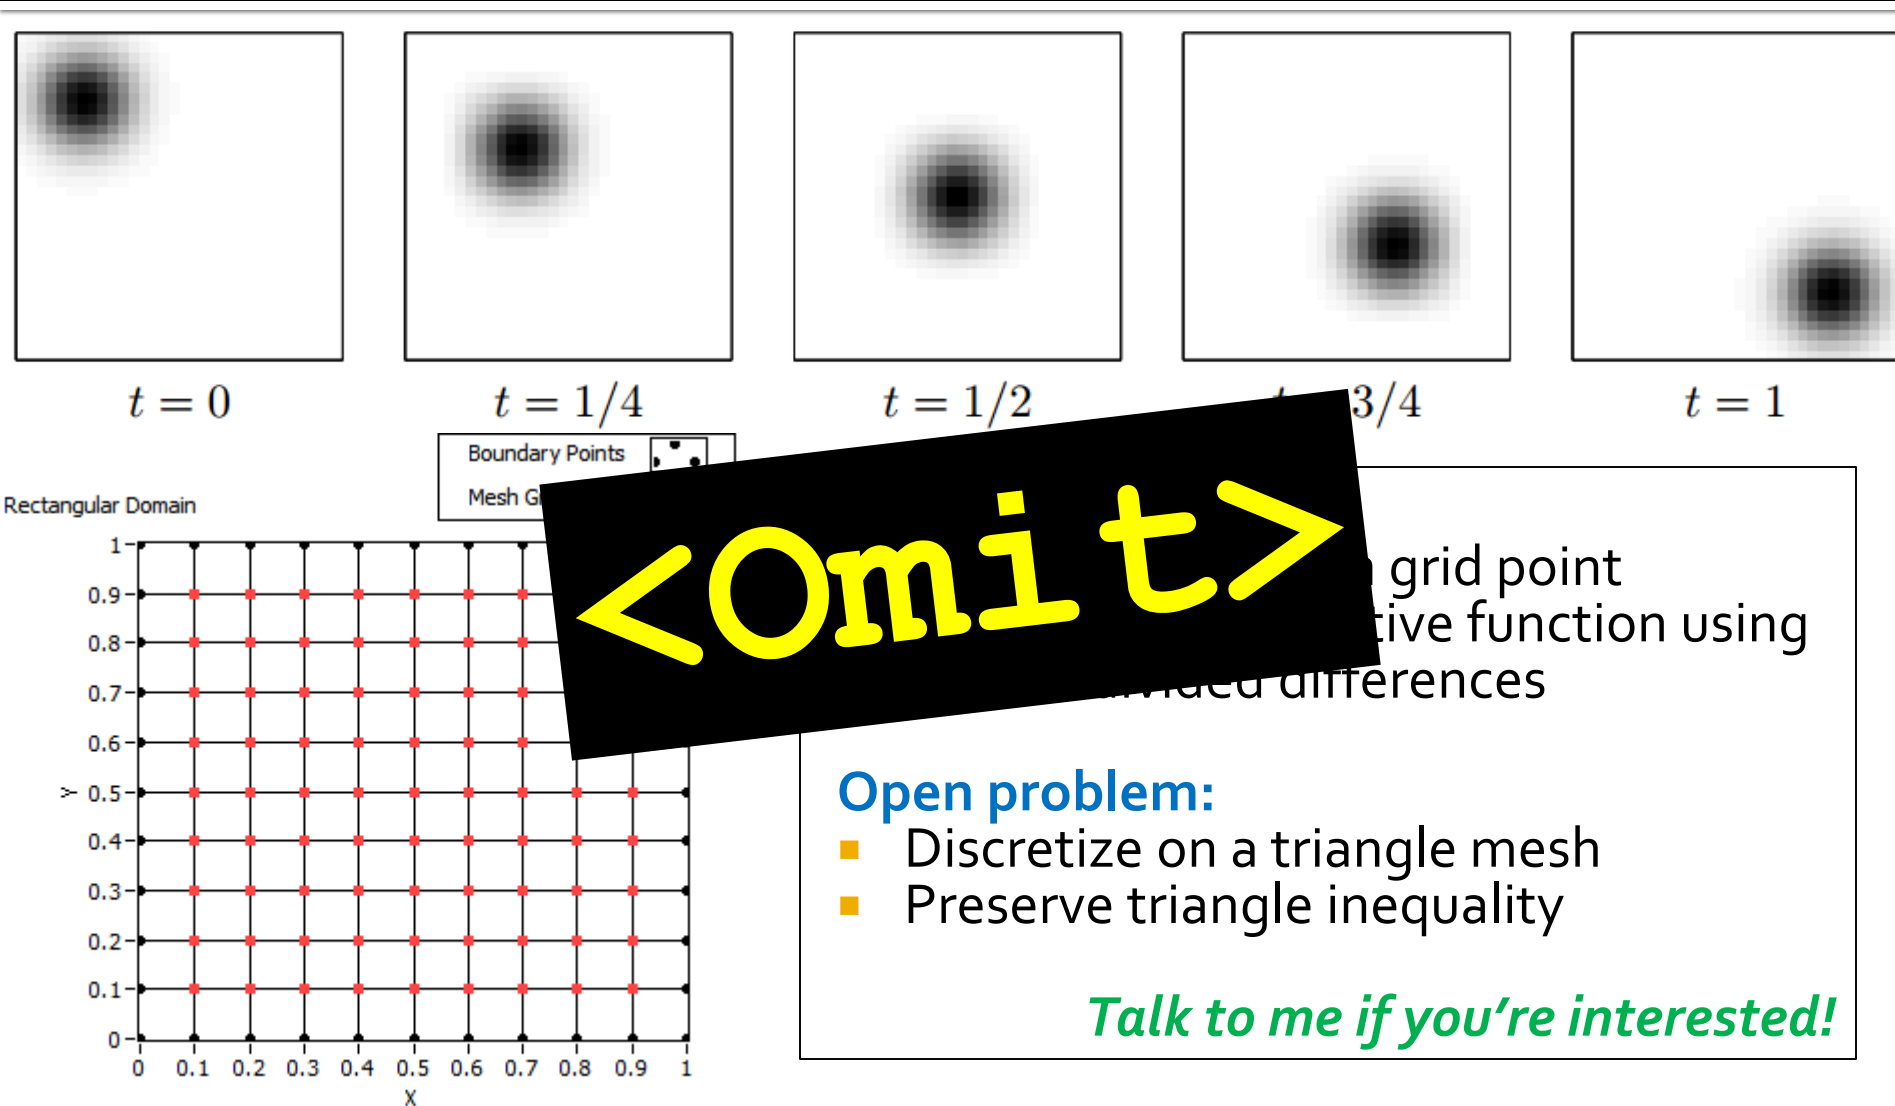 t = 0
t = 1/4
t = 1/2
3/4
t = 1
Boundary Points
Mesh
Rectangular Domain
<Omit>
1
0.9
0.8
0.7
0.6
0.5
0.4
0.3
0.2
0.1
0
Y
0 0.1 0.2 0.3 0.4 0.5 0.6 0.7 0.8 0.9 1
X
grid point
function using
differences
Open problem:
Discretize on a triangle mesh
Preserve triangle inequality
Talk to me if you're interested!